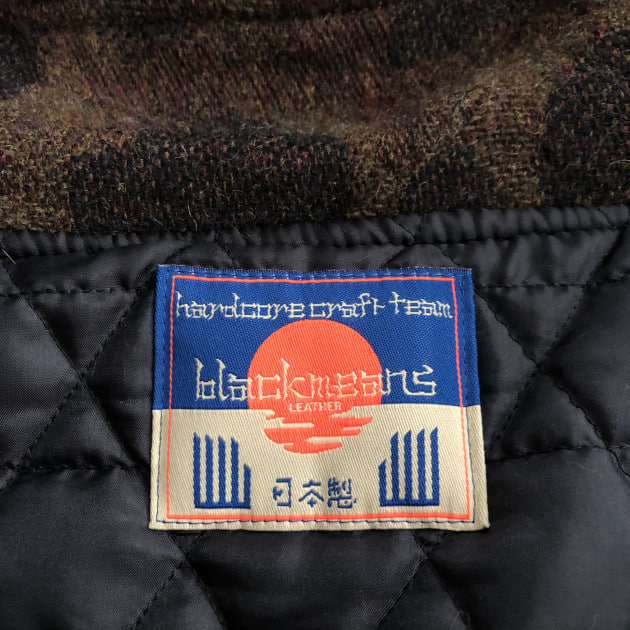 hardcore craft team
blackmeans
LEATHER
日本製